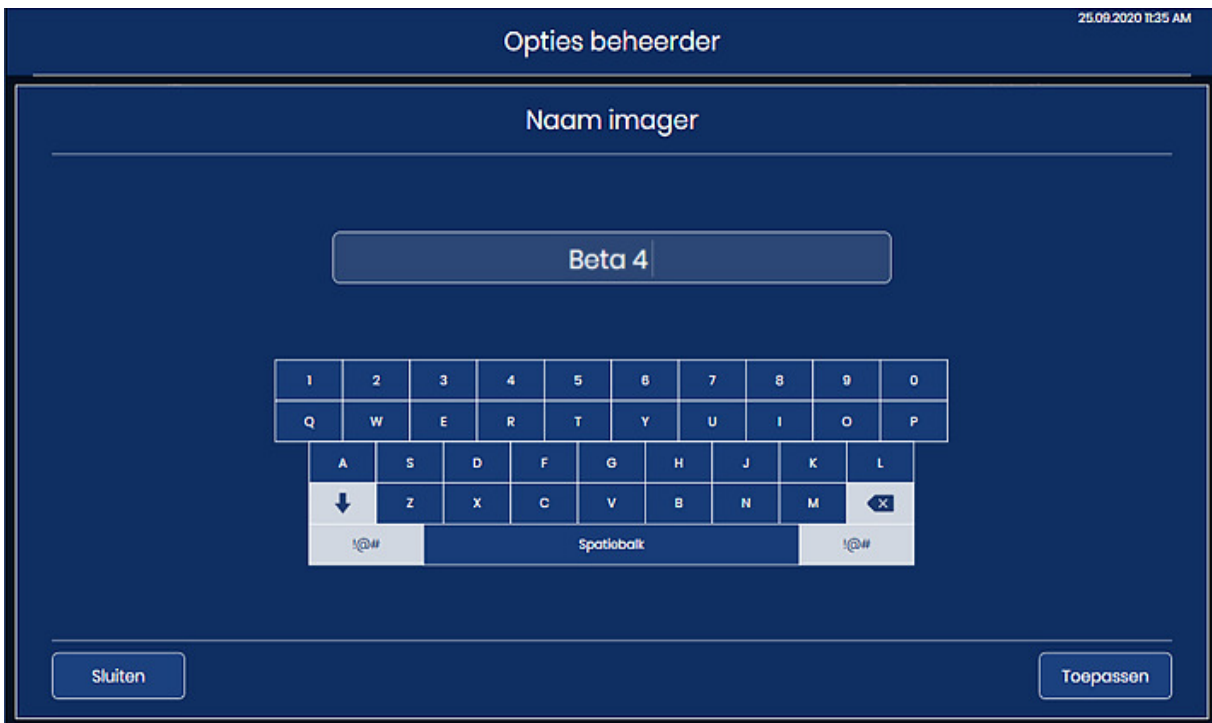 25.09.2020 11:35 AM
Opties beheerder
Naam imager
Beta 4
1 2 3 4 5 6 7 8 9 0
Q W E R T Y U I O P
A S D F G H J K L
Z X C V B N M
!@# Spatiebalk !@#
Sluiten Toepassen